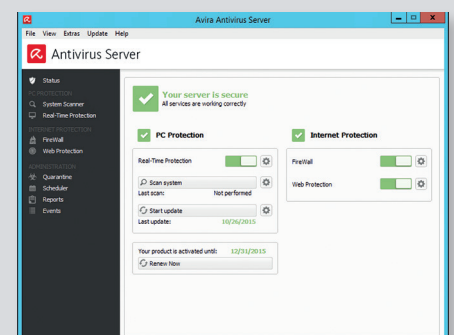 Avira Antivirus Server
File View Extras Update Help
Antivirus Server
Status
PC PROTECTION
System Scanner
Real-Time Protection
INTERNET PROTECTION
FireWall
Web Protection
ADMINISTRATION
Quarantine
Scheduler
Reports
Events
Your server is secure
All services are working correctly
PC Protection
Real-Time Protection
Scan system
Last scan: Not performed
Start update
Last update: 10/26/2015
Your product is activated until: 12/31/2015
Renew Now
Internet Protection
FireWall
Web Protection